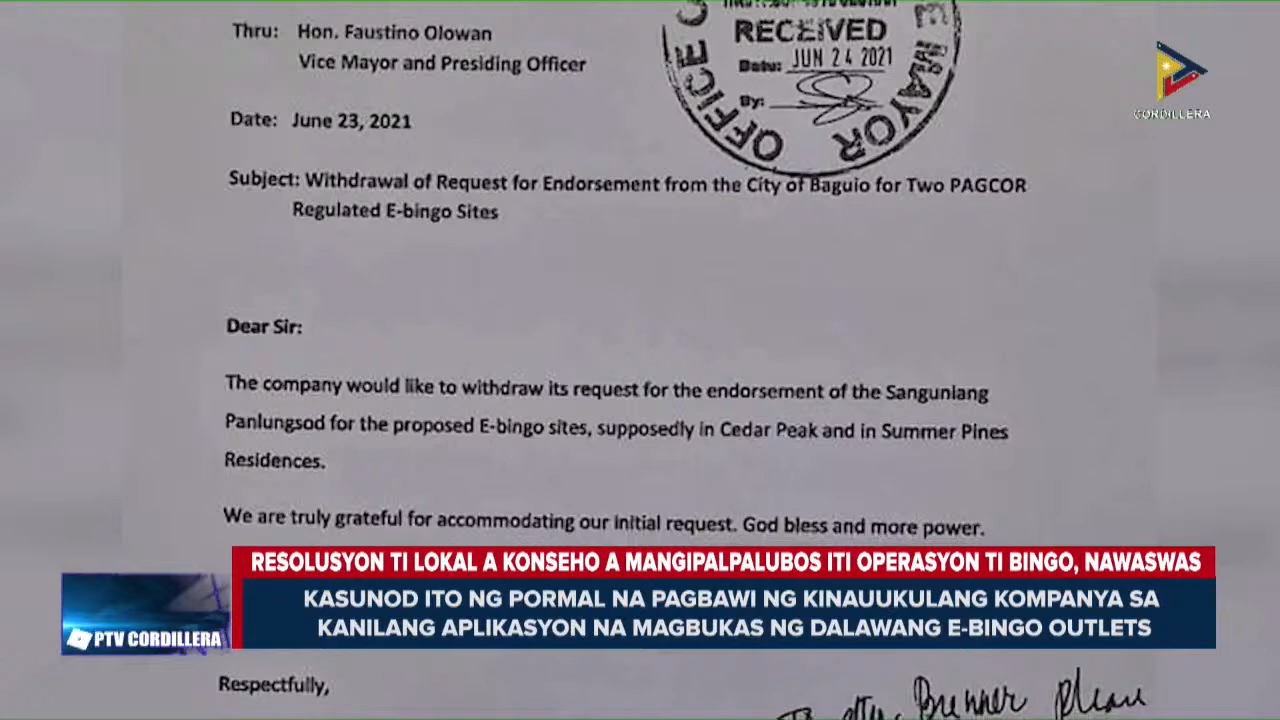 Thru: Hon. Faustino Olowan
Vice Mayor and Presiding Officer
Date: June 23, 2021
Subject: Withdrawal of Request for Endorsement from the City of Baguio for Two PAGCOR
Regulated E-bingo Sites
OFFICE
MAYOR
RECEIVED
Date: JUN 24 2021
By:
CORDILLERA
Dear Sir:
The company would like to withdraw its request for the endorsement of the Sangunlang
Panlungsod for the proposed E-bingo sites, supposedly in Cedar Peak and in Summer Pines
Residences.
We are truly grateful for accommodating our initial request. God bless and more power.
RESOLUSYON TI LOKAL A KONSEHO A MANGIPALPALUBOS ITI OPERASYON TI BINGO, NAWASWAS
KASUNOD ITO NG PORMAL NA PAGBAWI NG KINAUUKULANG KOMPANYA SA
KANILANG APLIKASYON NA MAGBUKAS NG DALAWANG E-BINGO OUTLETS
PTV CORDILLERA
Respectfully,